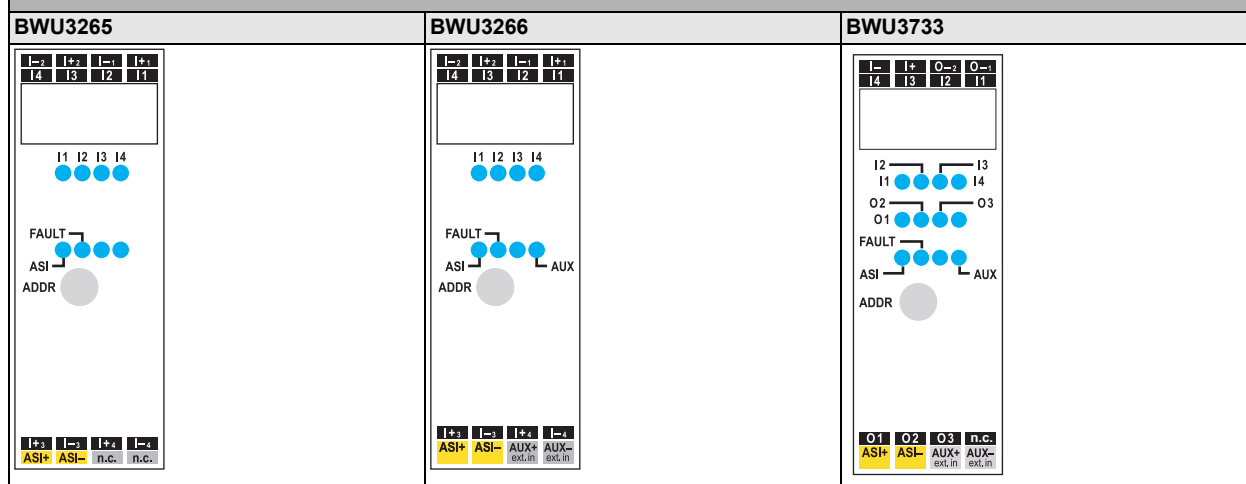 BWU3265 BWU3266 BWU3733
I–2 I+2 I–1 I+1
I4 I3 I2 I1
I1 I2 I3 I4
FAULT
ASI
ADDR
I+3 I–3 I+4 I–4
ASI+ ASI– n.c. n.c.
I–2 I+2 I–1 I+1
I4 I3 I2 I1
I1 I2 I3 I4
FAULT
ASI AUX
ADDR
I+3 I–3 I+4 I–4
ASI+ ASI– AUX+ AUX–
ext.in ext.in
I– I+ O–2 O–1
I4 I3 I2 I1
I2 I3
I1 I4
O2 O3
O1
FAULT
ASI AUX
ADDR
O1 O2 O3 n.c.
ASI+ ASI– AUX+ AUX–
ext.in ext.in